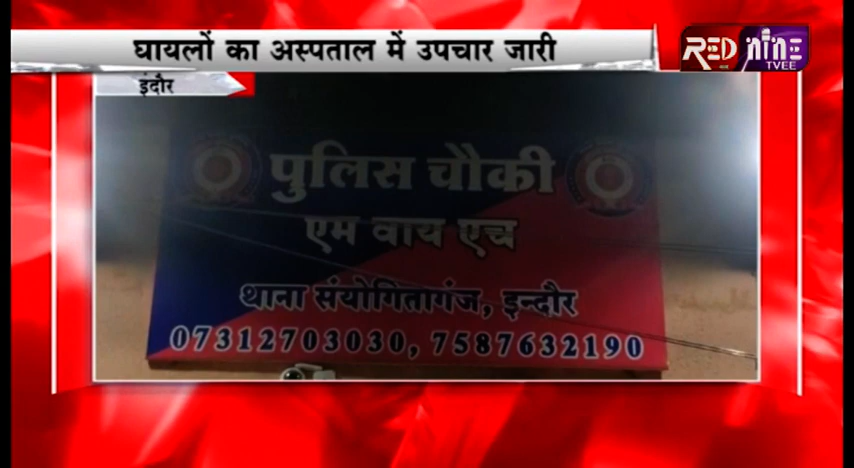 घायलों का अस्पताल में उपचार जारी
RED NINE
TVEE
इंदौर
पुलिस चौकी
एम वाय एच
थाना संयोगितागंज, इन्दौर
07312703030, 7587632190